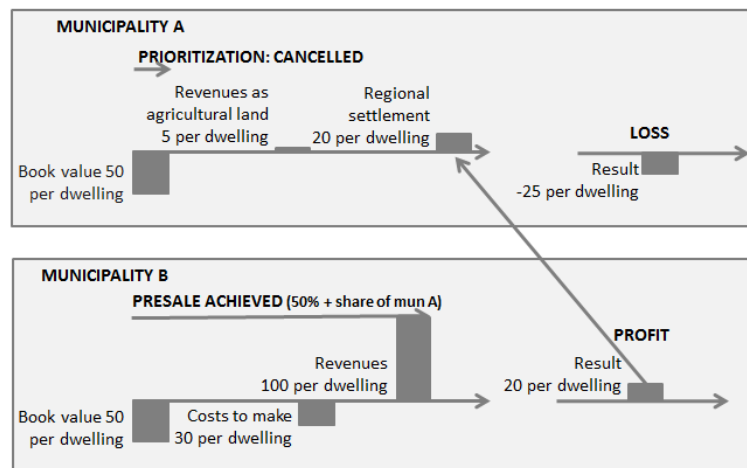 MUNICIPALITY A
PRIORITIZATION: CANCELLED
Revenues as
agricultural land
5 per dwelling
Regional
settlement
20 per dwelling
Book value 50
per dwelling
LOSS
Result
-25 per dwelling
MUNICIPALITY B
PRESALE ACHIEVED (50% + share of mun A)
Revenues
100 per dwelling
Book value 50
per dwelling
Costs to make
30 per dwelling
PROFIT
Result
20 per dwelling